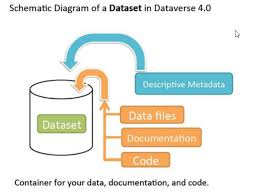 Schematic Diagram of a Dataset in Dataverse 4.0
Descriptive Metadata
Data files
Dataset
Documentation
Code
Container for your data, documentation, and code.